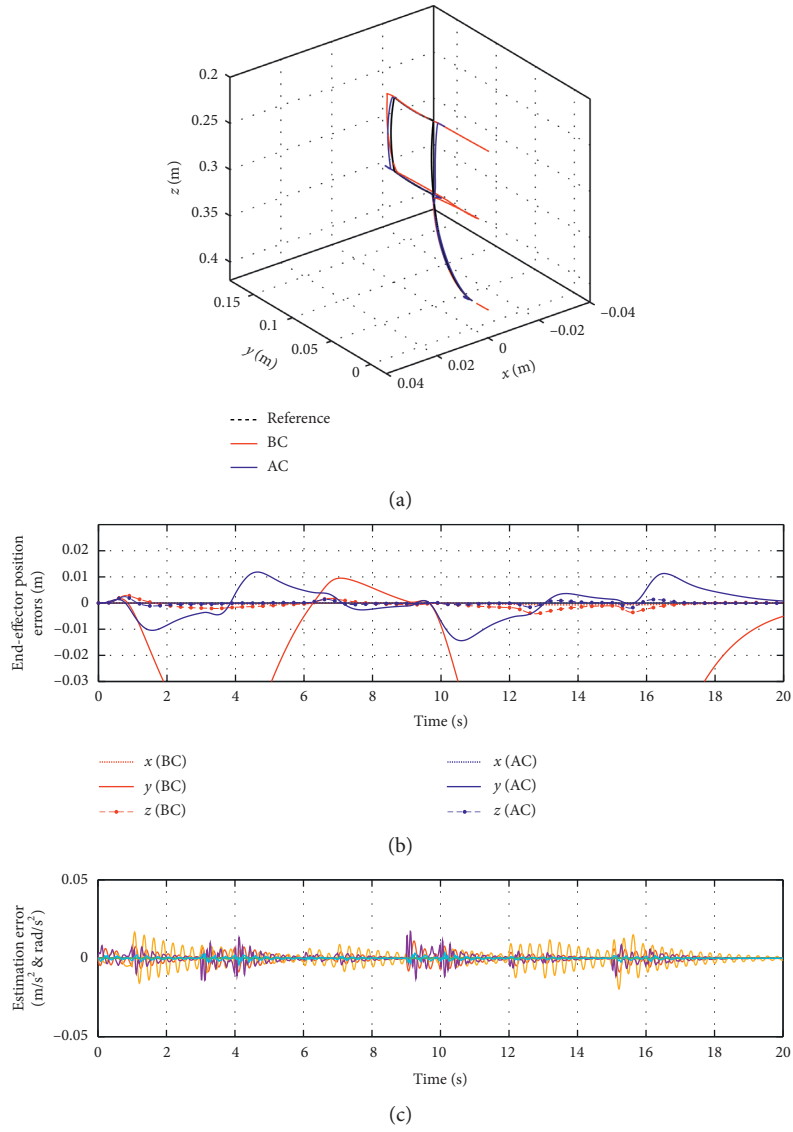 0.2
0.25
0.3
0.35
0.4
z (m)
0.15
0.1
0.05
0
y (m)
0.04
0.02
0
−0.02
−0.04
x (m)
Reference
BC
AC
(a)
0.02
0.01
0
−0.01
−0.02
−0.03
End-effector position
errors (m)
0 2 4 6 8 10 12 14 16 18 20
Time (s)
x (BC)
y (BC)
z (BC)
x (AC)
y (AC)
z (AC)
(b)
0.05
0
−0.05
Estimation error
(m/s² & rad/s²)
0 2 4 6 8 10 12 14 16 18 20
Time (s)
(c)